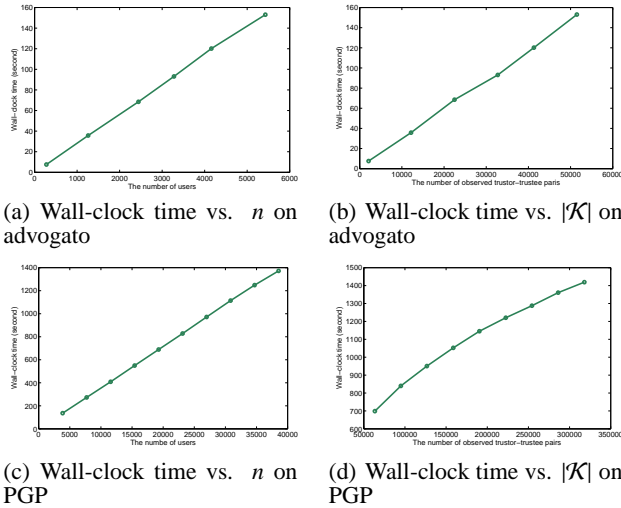 160
140
120
100
80
60
40
20
0
0 1000 2000 3000 4000 5000 6000
Wall−clock time (second)
The number of users
(a) Wall-clock time vs. n on
advogato
160
140
120
100
80
60
40
20
0
0 10000 20000 30000 40000 50000 60000
Wall−clock time (second)
The number of observed trustor−trustee paris
(b) Wall-clock time vs. |𝒦| on
advogato
1400
1200
1000
800
600
400
200
0
0 5000 10000 15000 20000 25000 30000 35000 40000
Wall−clock time (second)
The numbe of users
(c) Wall-clock time vs. n on
PGP
1500
1400
1300
1200
1100
1000
900
800
700
600
50000 100000 150000 200000 250000 300000 350000
Wall−clock time (second)
The number of observed trustor−trustee pairs
(d) Wall-clock time vs. |𝒦| on
PGP